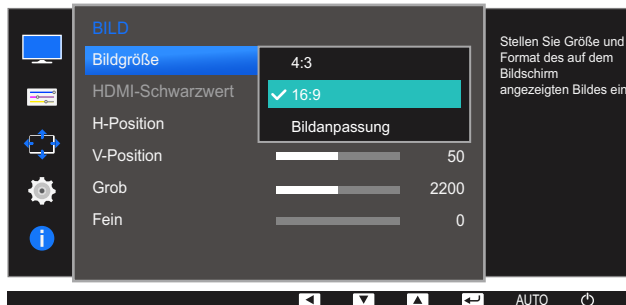 BILD
Bildgröße
HDMI-Schwarzwert
H-Position
V-Position
50
Grob
2200
Fein
0
4:3
16:9
Bildanpassung
Stellen Sie Größe und
Format des auf dem
Bildschirm
angezeigten Bildes ein
AUTO